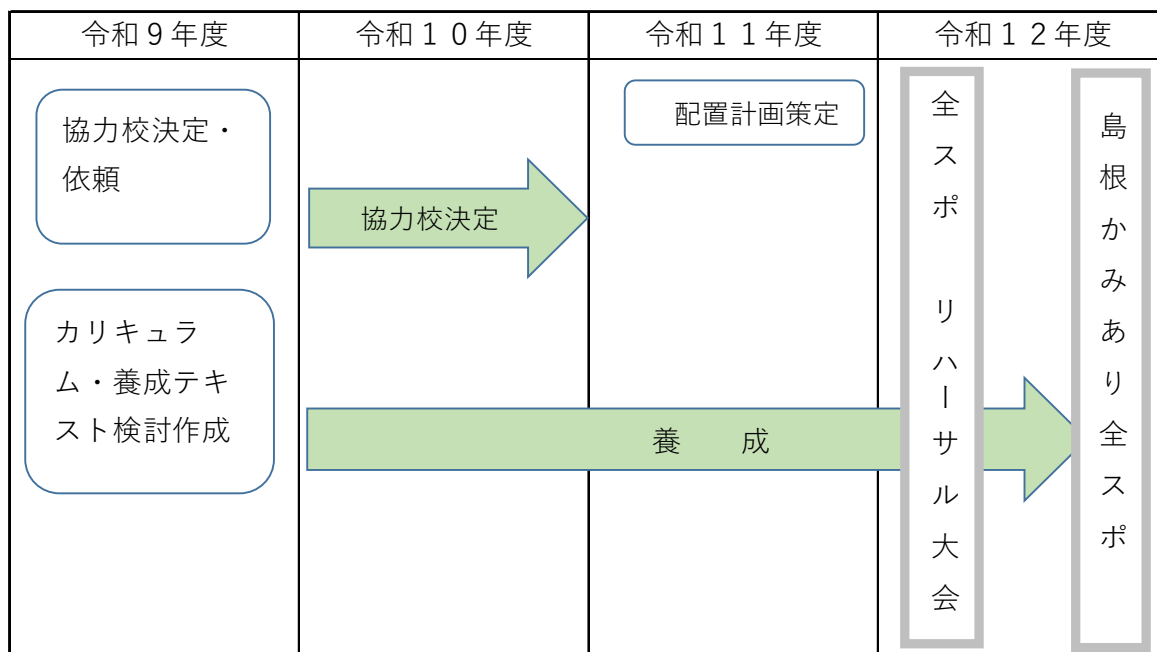 令和９年度
令和１０年度
令和１１年度
令和１２年度
協力校決定・
依頼
カリキュラ
ム・養成テキ
スト検討作成
協力校決定
配置計画策定
養　　成
全スポ　リハーサル大会
島根かみあり全スポ